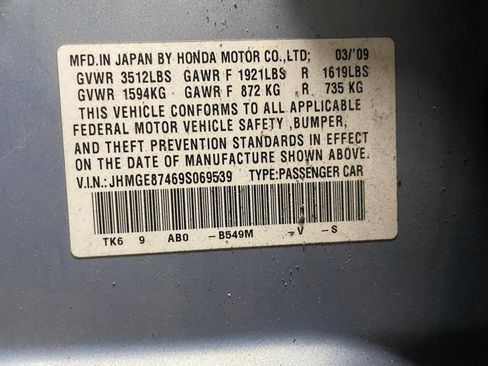 MFD.IN JAPAN BY HONDA MOTOR CO.,LTD; 03/'09
GVWR 3512LBS GAWR F 1921LBS R 1619LBS
GVWR 1594KG GAWR F 872 KG R 735 KG
THIS VEHICLE CONFORMS TO ALL APPLICABLE
FEDERAL MOTOR VEHICLE SAFETY ,BUMPER,
AND THEFT PREVENTION STANDARDS IN EFFECT
ON THE DATE OF MANUFACTURE SHOWN ABOVE.
V.I.N.:JHMGE87469S069539 TYPE:PASSENGER CAR
TK6 9 AB0 -B549M -V -S